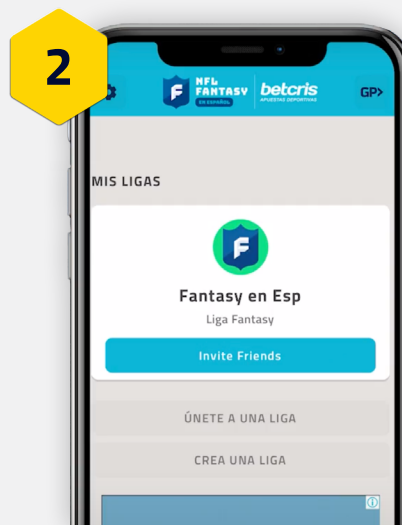 2
NFL
FANTASY
EN ESPAÑOL
betcris
APUESTAS DEPORTIVAS
GP>
MIS LIGAS
F
Fantasy en Esp
Liga Fantasy
Invite Friends
ÚNETE A UNA LIGA
CREA UNA LIGA